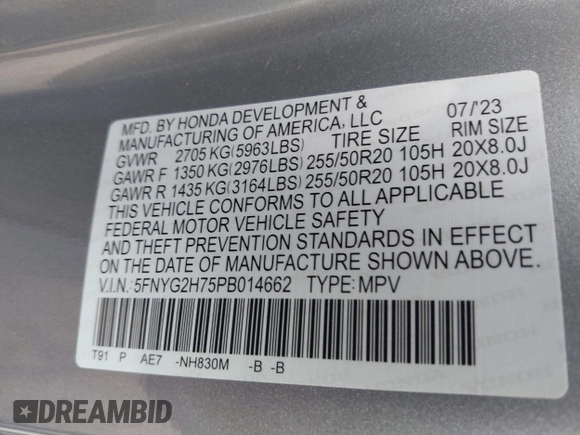 MFD. BY HONDA DEVELOPMENT & 07/'23
MANUFACTURING OF AMERICA, LLC
GVWR 2705 KG(5963LBS) TIRE SIZE RIM SIZE
GAWR F 1350 KG(2976LBS) 255/50R20 105H 20X8.0J
GAWR R 1435 KG(3164LBS) 255/50R20 105H 20X8.0J
THIS VEHICLE CONFORMS TO ALL APPLICABLE
FEDERAL MOTOR VEHICLE SAFETY
AND THEFT PREVENTION STANDARDS IN EFFECT
ON THE DATE OF MANUFACTURE SHOWN ABOVE.
V.I.N.: 5FNYG2H75PB014662 TYPE: MPV
T91 P AE7 -NH830M -B -B
DREAMBID